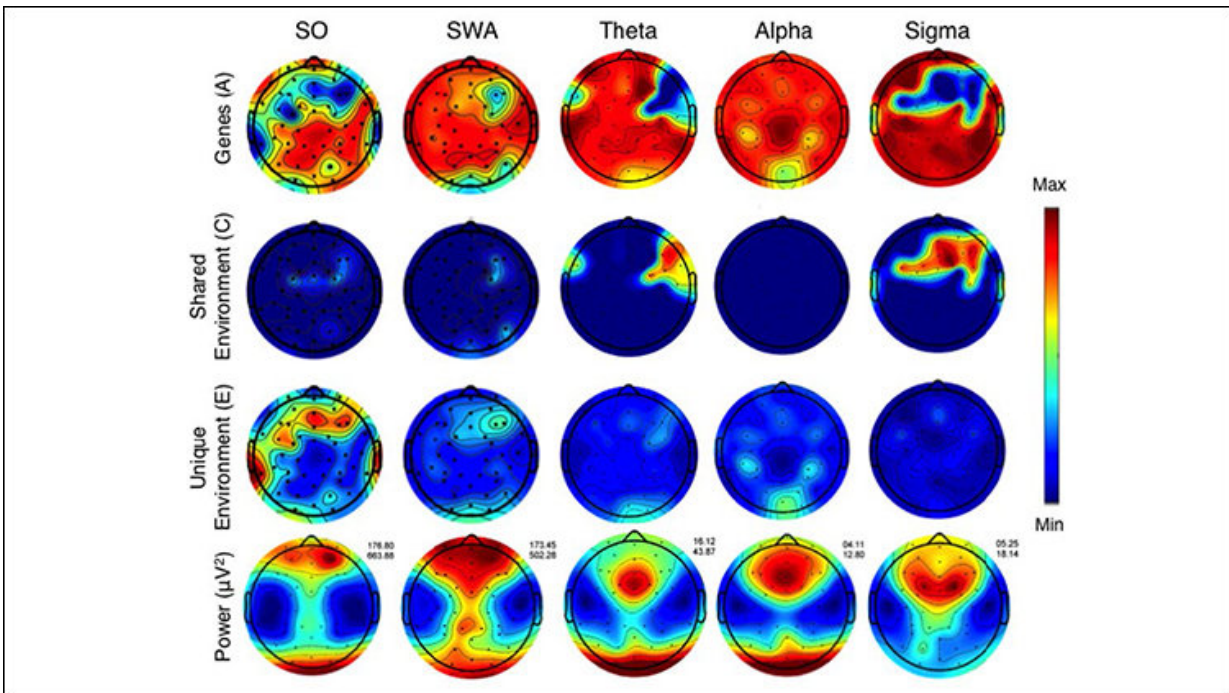 SO SWA Theta Alpha Sigma
Genes (A)
Max
Shared
Environment (C)
Unique
Environment (E)
Min
176.80 173.45 16.12 04.11 05.25
663.88 502.28 43.87 12.80 18.14
Power (µV²)